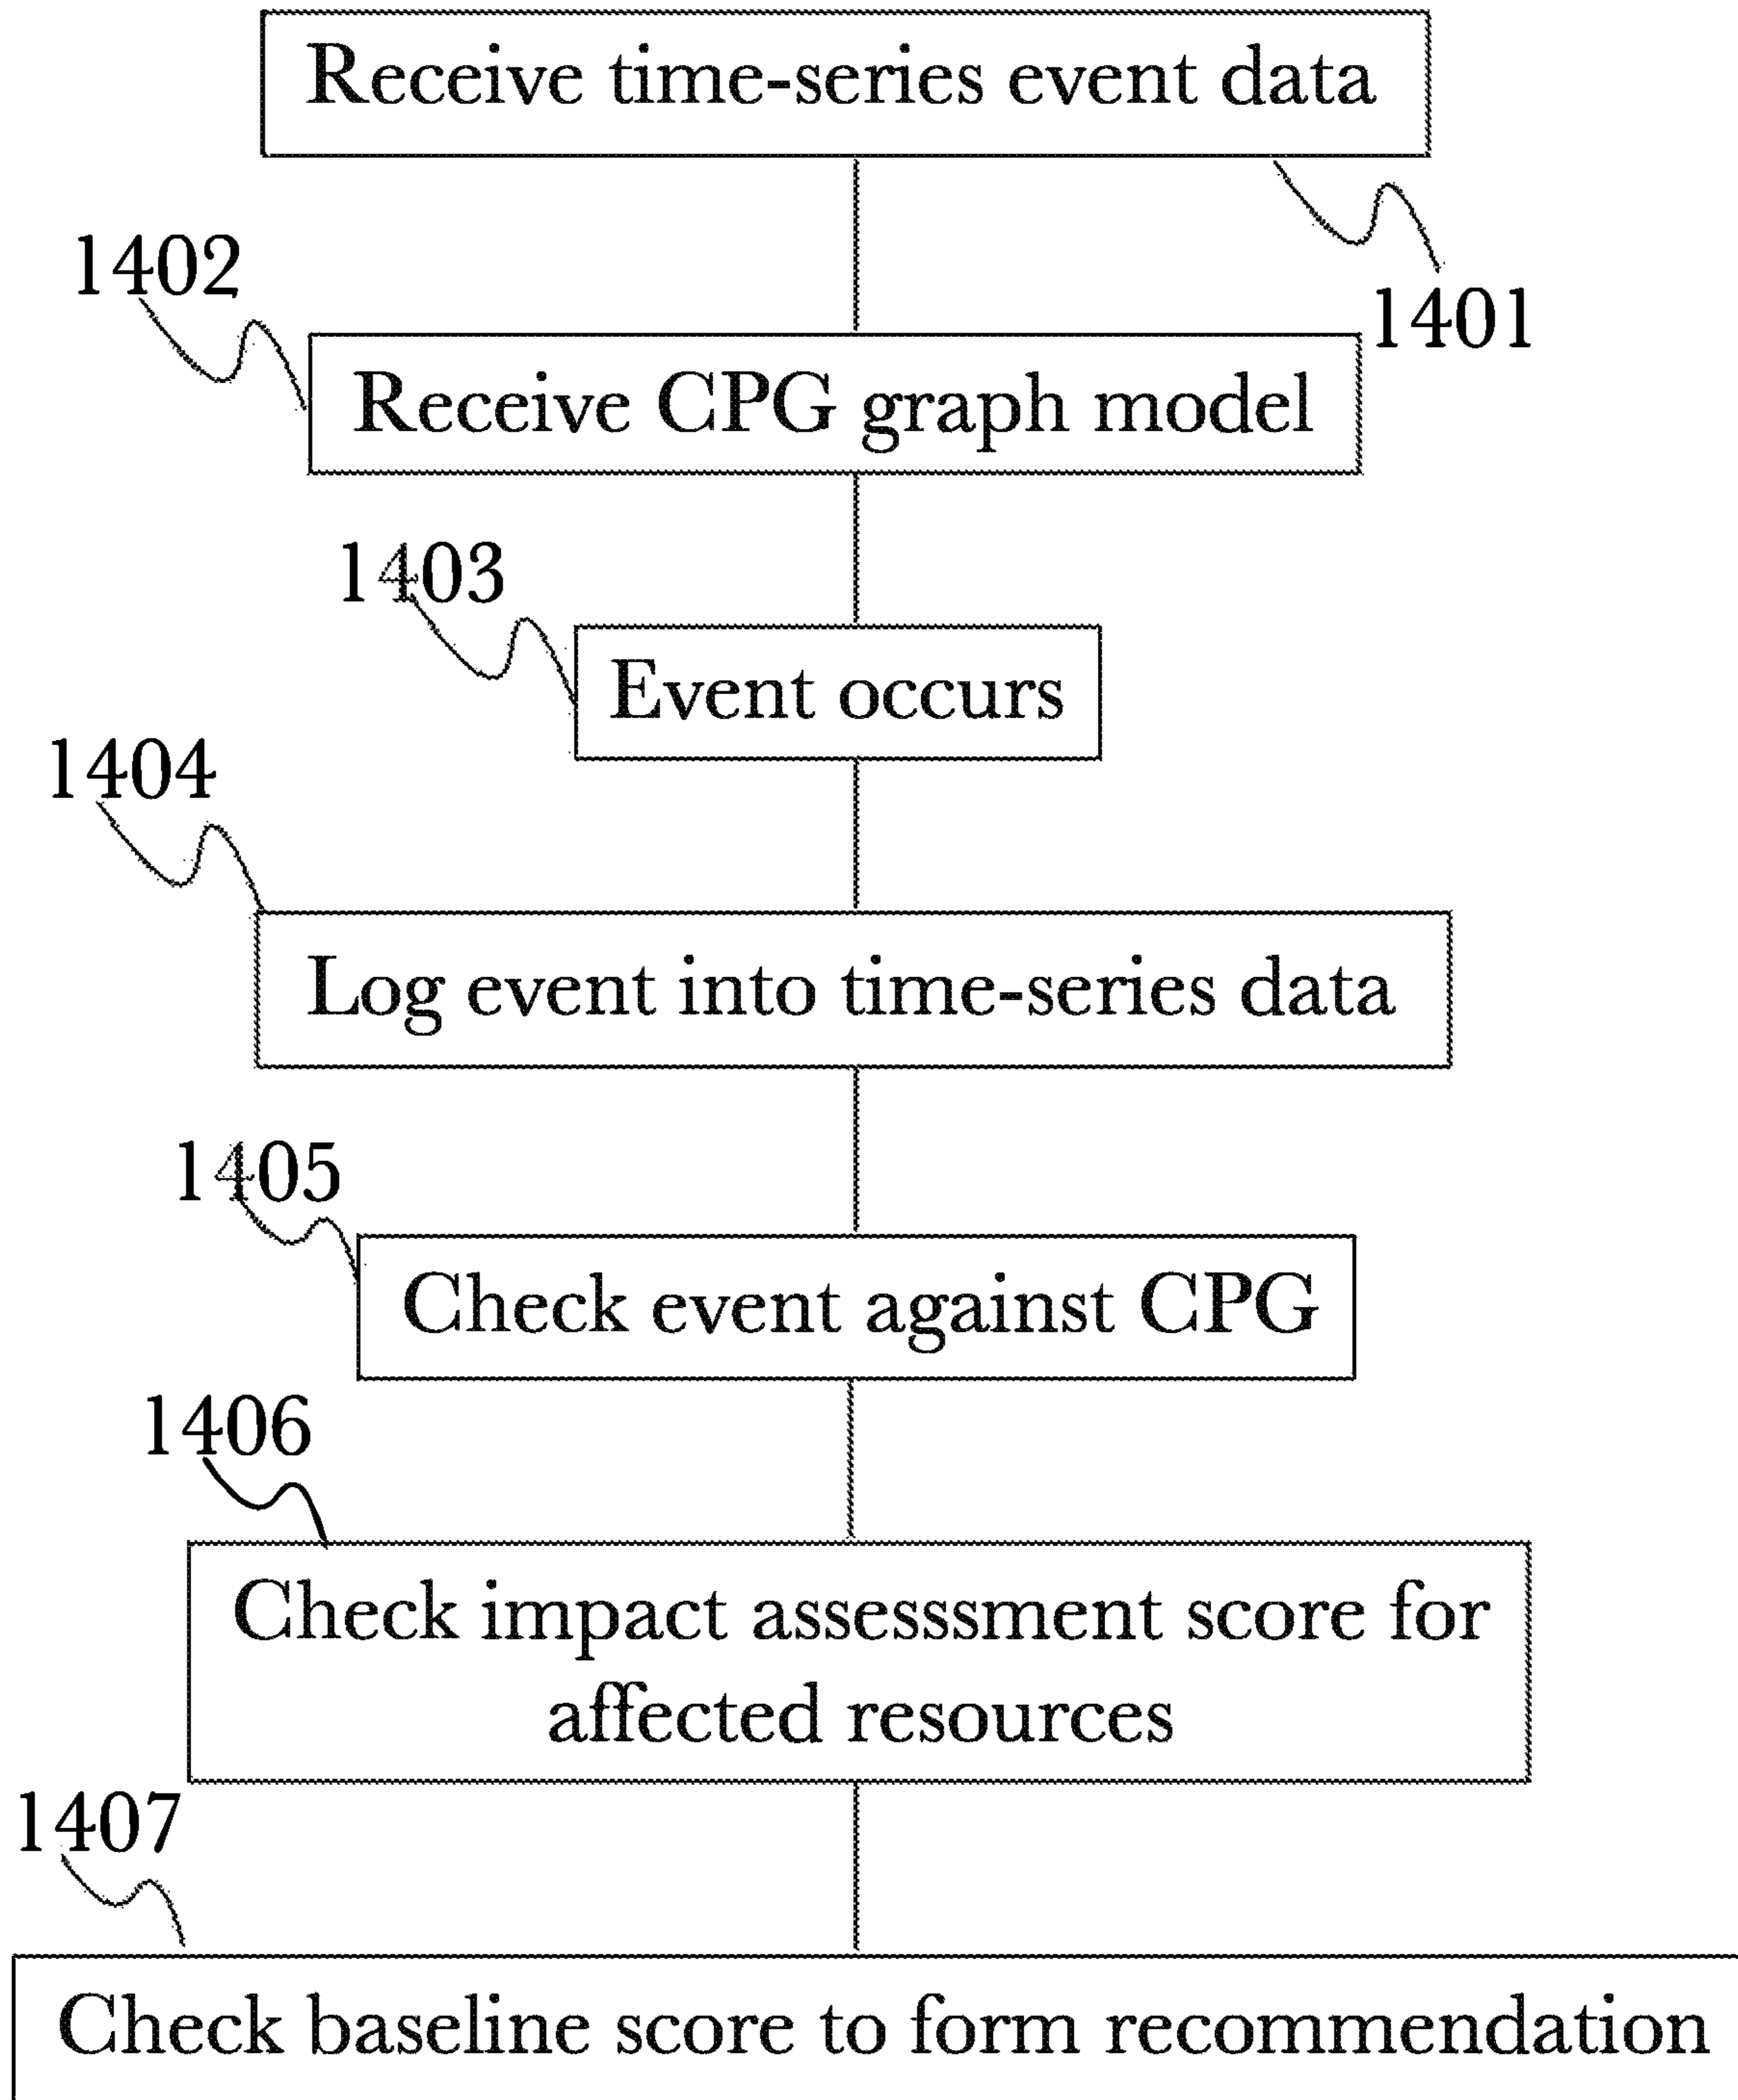 Receive time-series event data
1401
1402
Receive CPG graph model
1403
Event occurs
1404
Log event into time-series data
1405
Check event against CPG
1406
Check impact assesssment score for
affected resources
1407
Check baseline score to form recommendation